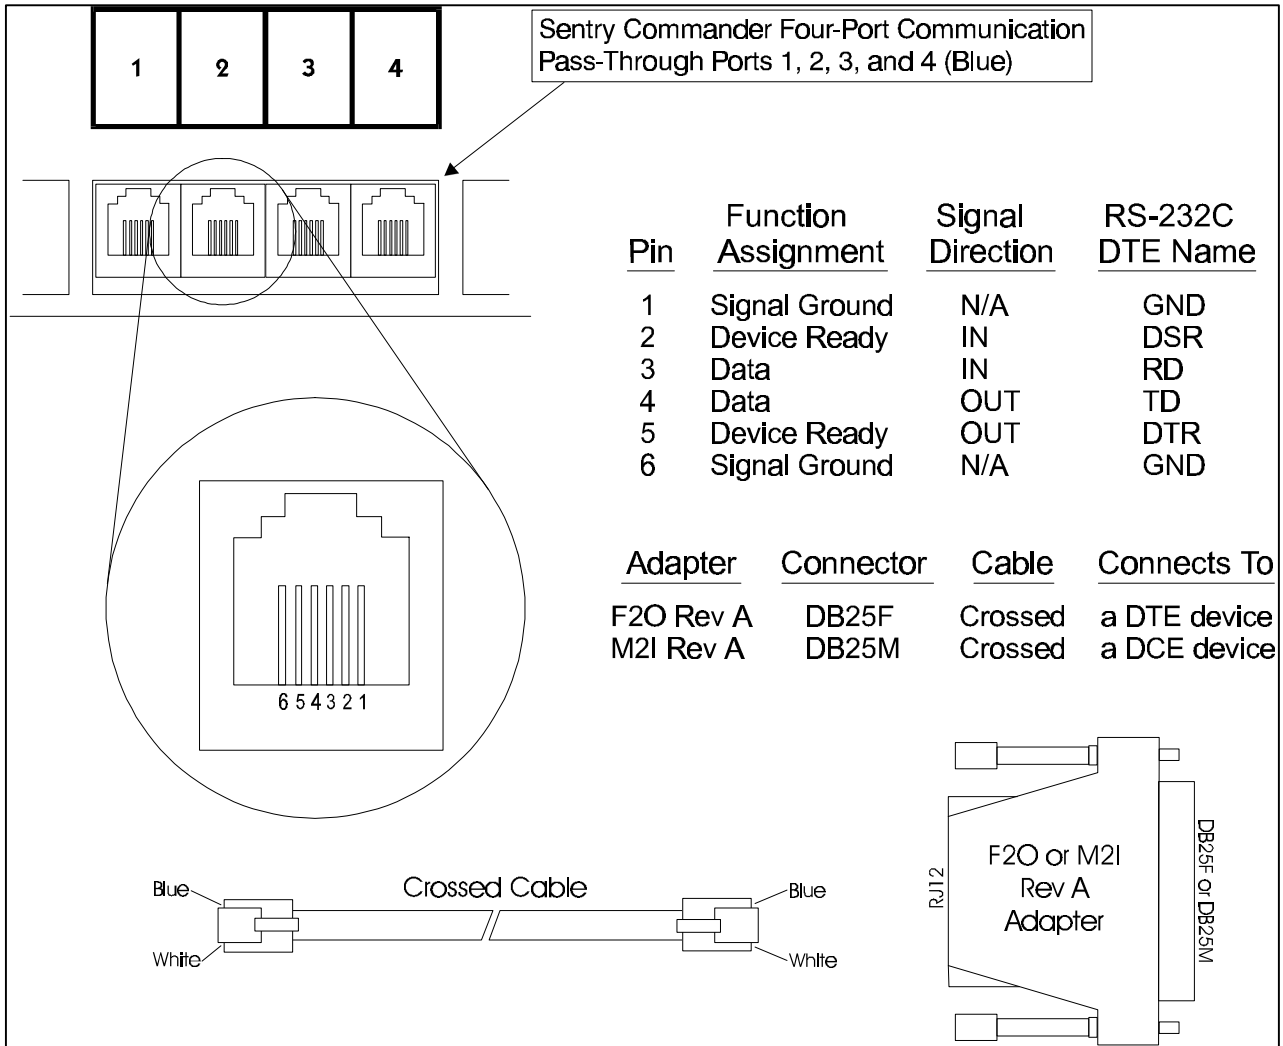 1 2 3 4
Sentry Commander Four-Port Communication
Pass-Through Ports 1, 2, 3, and 4 (Blue)
Pin Function Assignment Signal Direction RS-232C DTE Name
1 Signal Ground N/A GND
2 Device Ready IN DSR
3 Data IN RD
4 Data OUT TD
5 Device Ready OUT DTR
6 Signal Ground N/A GND
Adapter Connector Cable Connects To
F2O Rev A DB25F Crossed a DTE device
M2I Rev A DB25M Crossed a DCE device
6 5 4 3 2 1
Crossed Cable
Blue
White
Blue
White
RJ12
F2O or M2I
Rev A
Adapter
DB25F or DB25M